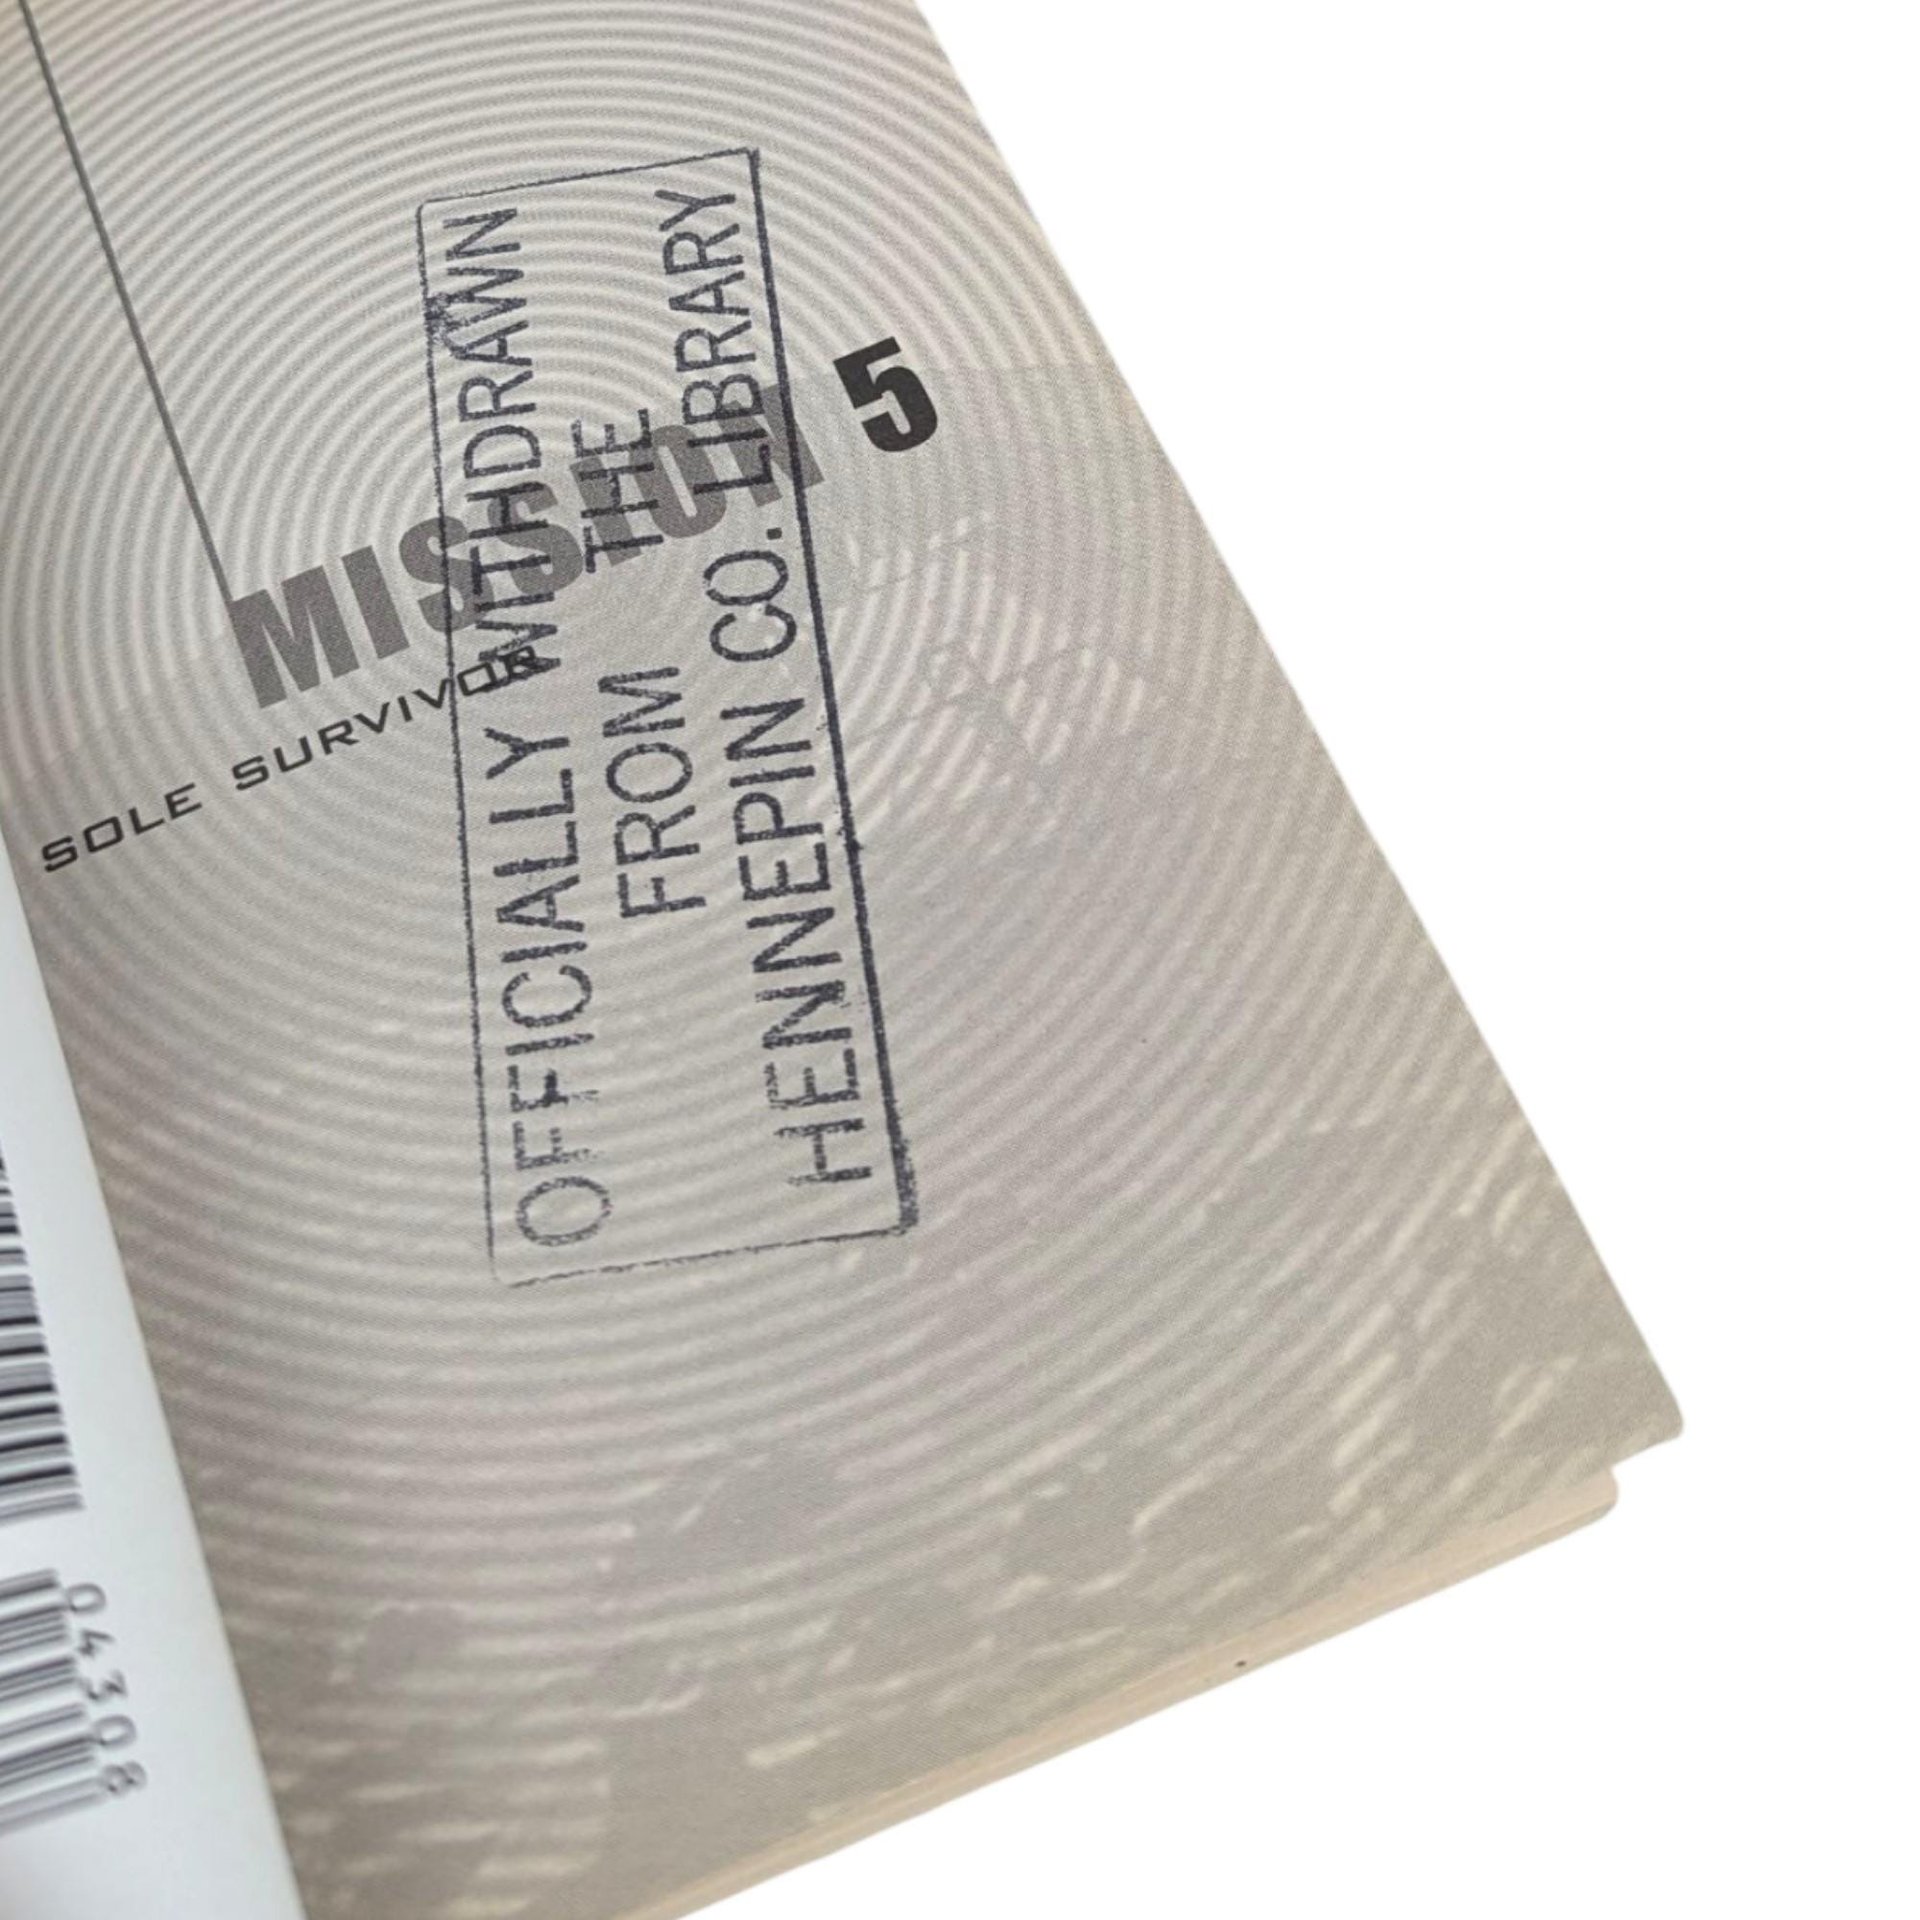 MISSION 5
SOLE SURVIVOR
OFFICIALLY WITHDRAWN
FROM THE
HENNEPIN CO. LIBRARY
04308